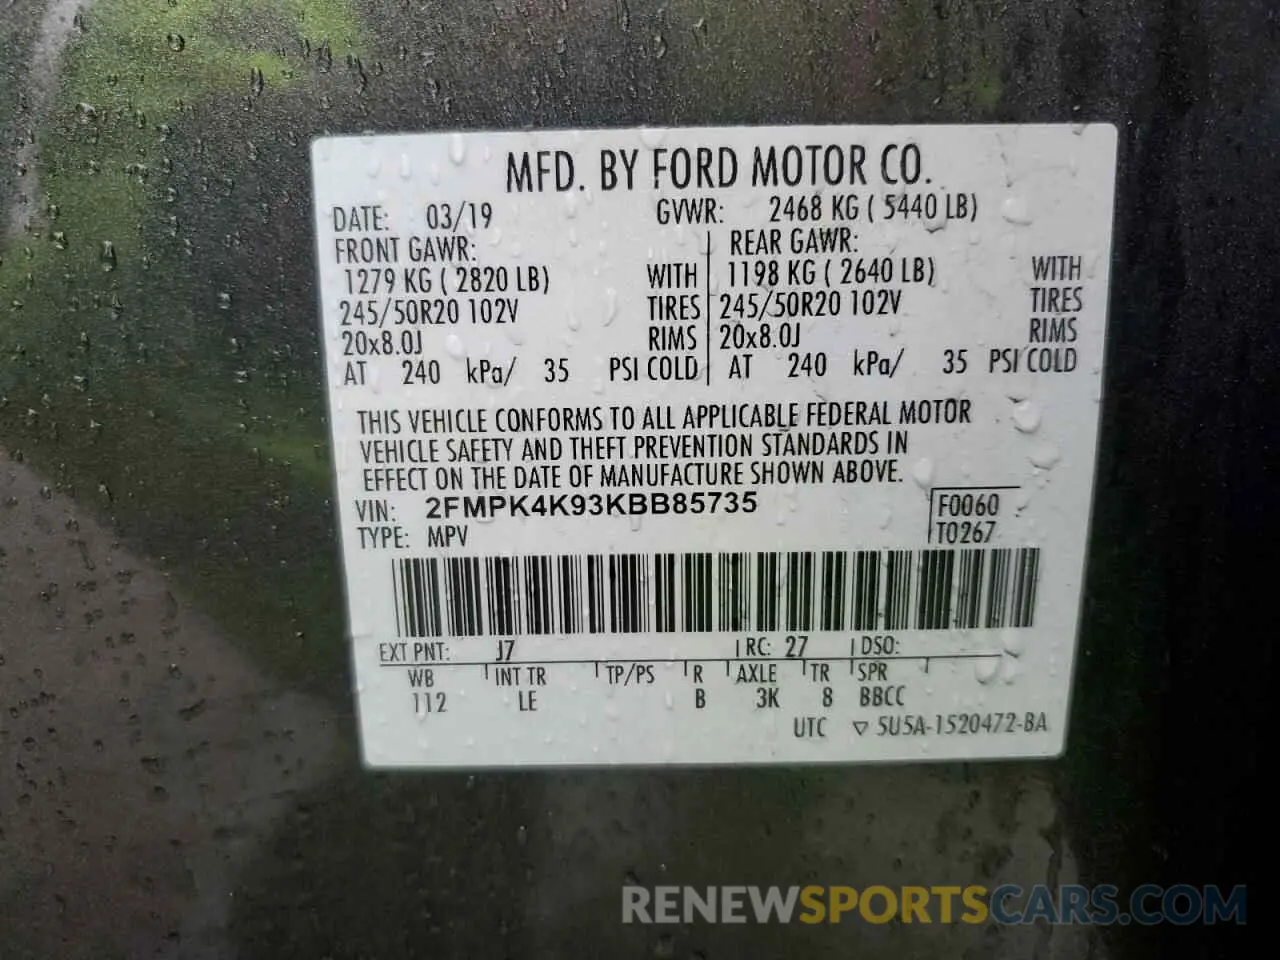 MFD. BY FORD MOTOR CO.
DATE: 03/19 GVWR: 2468 KG ( 5440 LB)
FRONT GAWR: REAR GAWR:
1279 KG ( 2820 LB) WITH 1198 KG ( 2640 LB) WITH
245/50R20 102V TIRES 245/50R20 102V TIRES
20x8.0J RIMS 20x8.0J RIMS
AT 240 kPa/ 35 PSI COLD AT 240 kPa/ 35 PSI COLD
THIS VEHICLE CONFORMS TO ALL APPLICABLE FEDERAL MOTOR
VEHICLE SAFETY AND THEFT PREVENTION STANDARDS IN
EFFECT ON THE DATE OF MANUFACTURE SHOWN ABOVE.
VIN: 2FMPK4K93KBB85735 F0060
TYPE: MPV T0267
EXT PNT: J7 RC: 27 DSO:
WB INT TR TP/PS R AXLE TR SPR
112 LE B 3K 8 BBCC
UTC ▽ 5U5A-1520472-BA
RENEWSPORTSCARS.COM